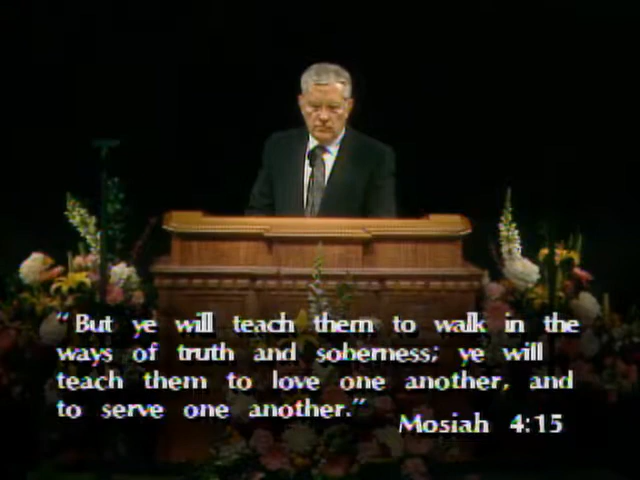 "But ye will teach them to walk in the
ways of truth and soberness; ye will
teach them to love one another, and
to serve one another."
Mosiah 4:15